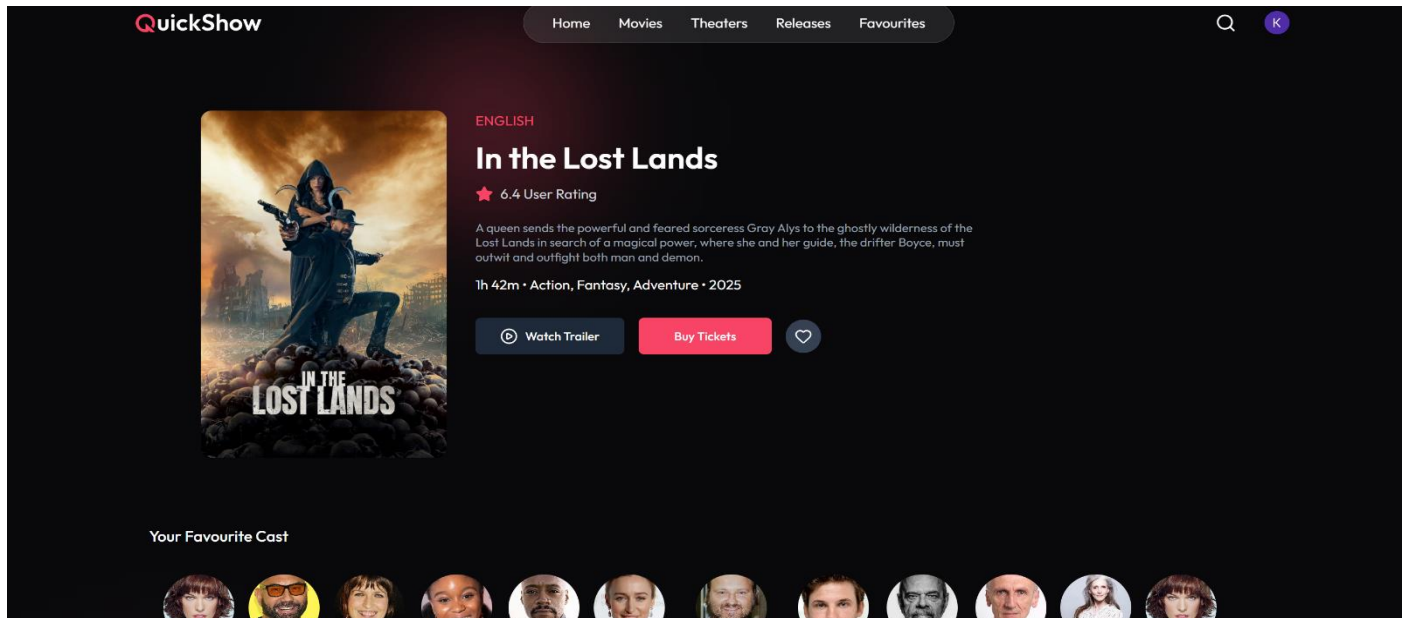 QuickShow
Home Movies Theaters Releases Favourites
K
ENGLISH
In the Lost Lands
6.4 User Rating
A queen sends the powerful and feared sorceress Gray Alys to the ghostly wilderness of the
Lost Lands in search of a magical power, where she and her guide, the drifter Boyce, must
outwit and outfight both man and demon.
1h 42m • Action, Fantasy, Adventure • 2025
Watch Trailer
Buy Tickets
IN THE
LOST LANDS
Your Favourite Cast